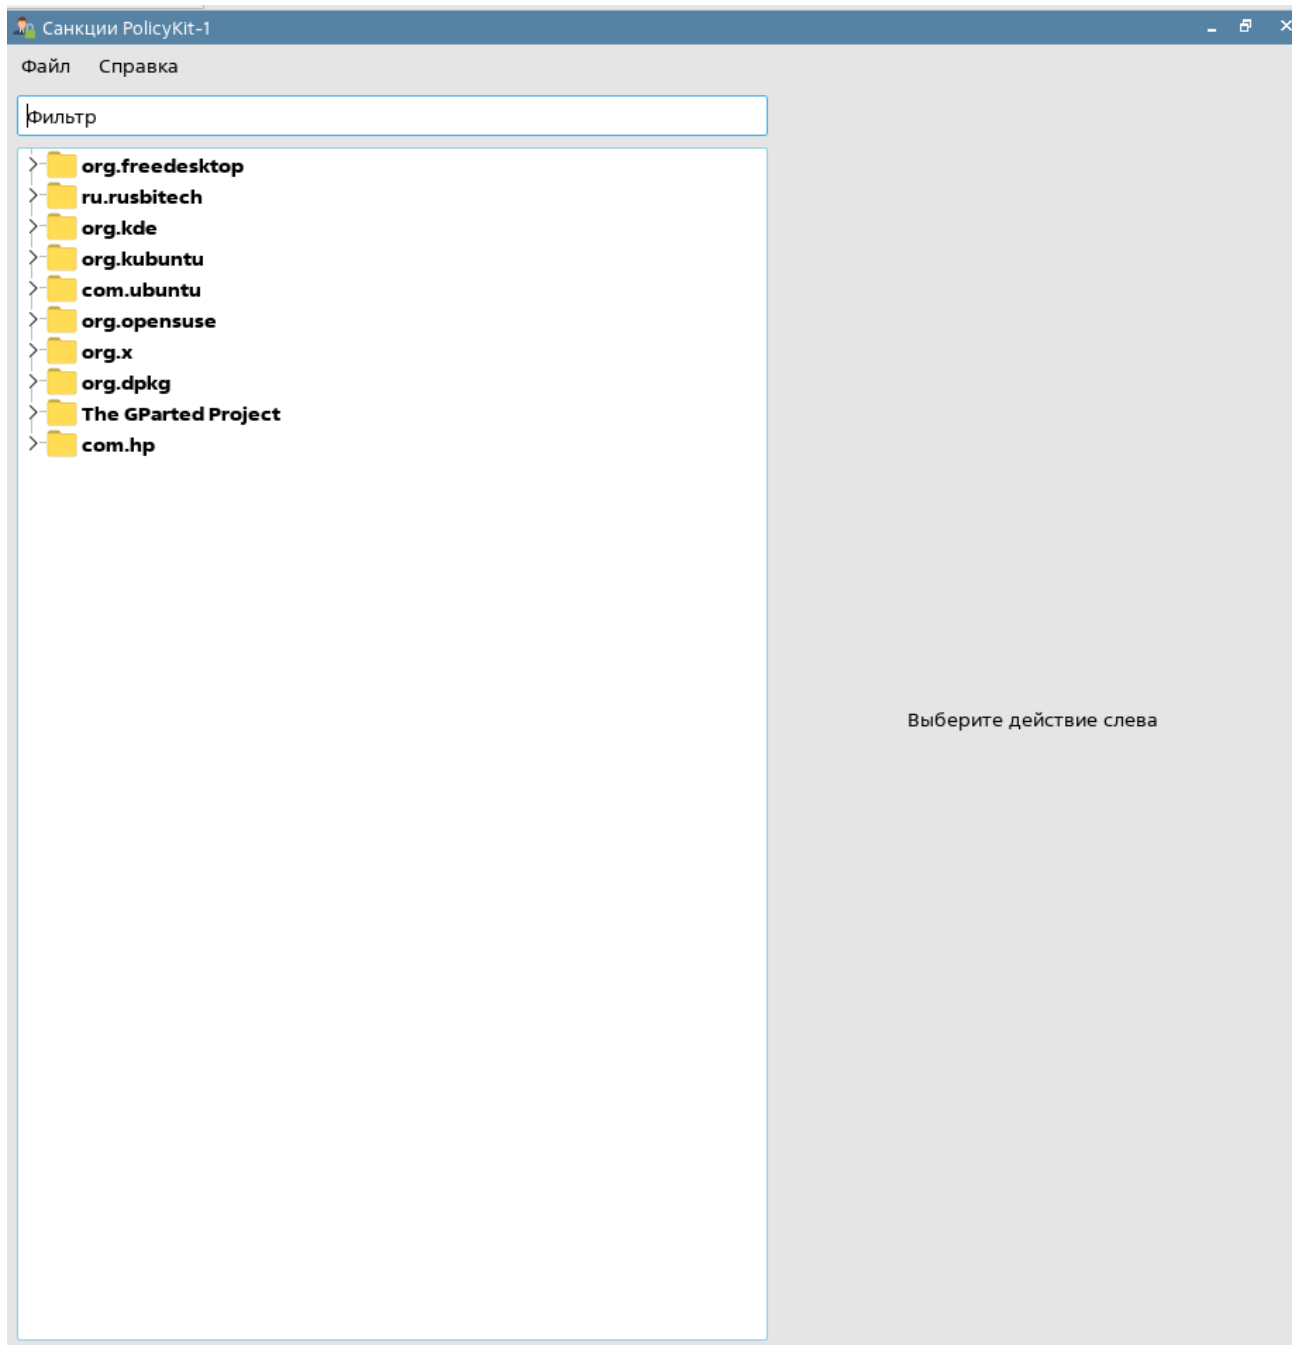 Санкции PolicyKit-1
Файл Справка
Фильтр
org.freedesktop
ru.rusbitech
org.kde
org.kubuntu
com.ubuntu
org.opensuse
org.x
org.dpkg
The GParted Project
com.hp
Выберите действие слева